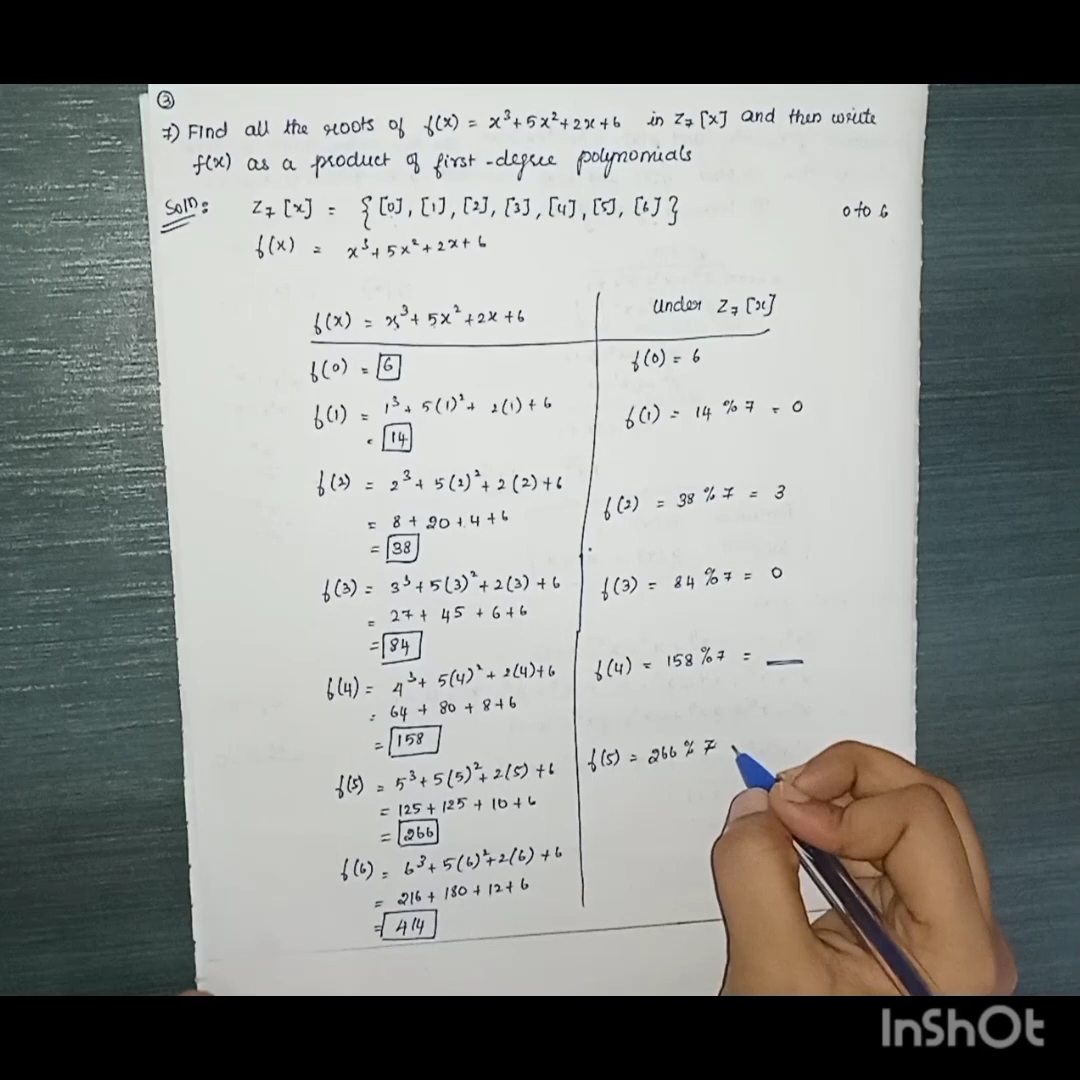 ③
7) Find all the roots of f(x) = x³+5x²+2x+6 in Z₇[x] and then write
f(x) as a product of first-degree polynomials
Soln: Z₇[x] = {[0], [1], [2], [3], [4], [5], [6]} 0 to 6
f(x) = x³+5x²+2x+6
f(x) = x³+5x²+2x+6 Under Z₇[x]
f(0) = 6 f(0) = 6
f(1) = 1³+5(1)²+2(1)+6 f(1) = 14 % 7 = 0
= 14
f(2) = 2³+5(2)²+2(2)+6 f(2) = 38 % 7 = 3
= 8+20+4+6
= 38
f(3) = 3³+5(3)²+2(3)+6 f(3) = 84 % 7 = 0
= 27+45+6+6
= 84
f(4) = 4³+5(4)²+2(4)+6 f(4) = 158 % 7 = __
= 64+80+8+6
= 158
f(5) = 5³+5(5)²+2(5)+6 f(5) = 266 % 7
= 125+125+10+6
= 266
f(6) = 6³+5(6)²+2(6)+6
= 216+180+12+6
= 414
InShOt